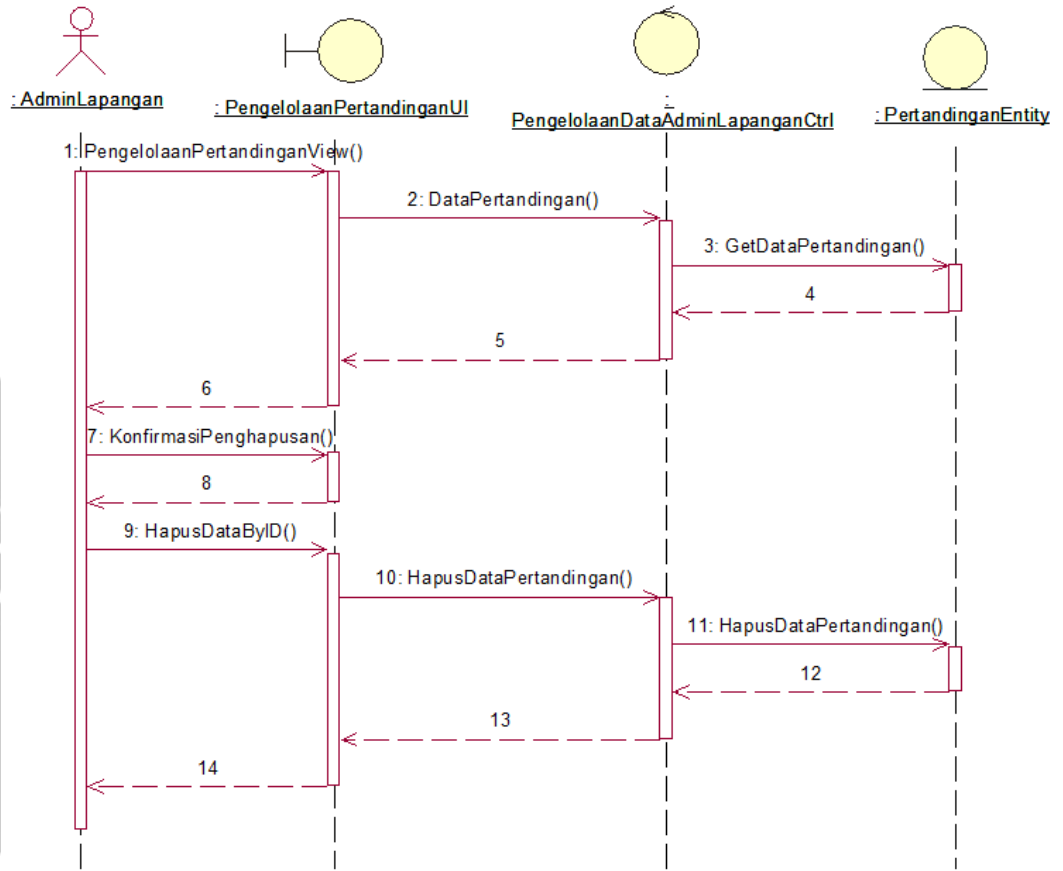 : AdminLapangan
: PengelolaanPertandinganUI
:
PengelolaanDataAdminLapanganCtrl
: PertandinganEntity
1: PengelolaanPertandinganView()
2: DataPertandingan()
3: GetDataPertandingan()
4
5
6
7: KonfirmasiPenghapusan()
8
9: HapusDataByID()
10: HapusDataPertandingan()
11: HapusDataPertandingan()
12
13
14